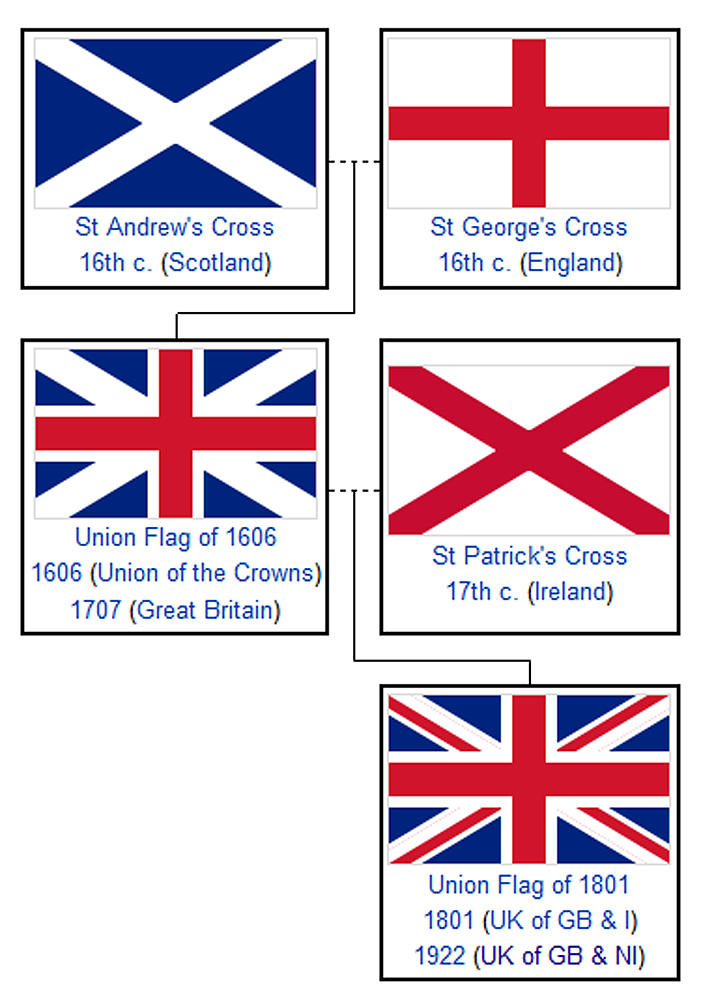 St Andrew's Cross
16th c. (Scotland)
St George's Cross
16th c. (England)
Union Flag of 1606
1606 (Union of the Crowns)
1707 (Great Britain)
St Patrick's Cross
17th c. (Ireland)
Union Flag of 1801
1801 (UK of GB & I)
1922 (UK of GB & NI)